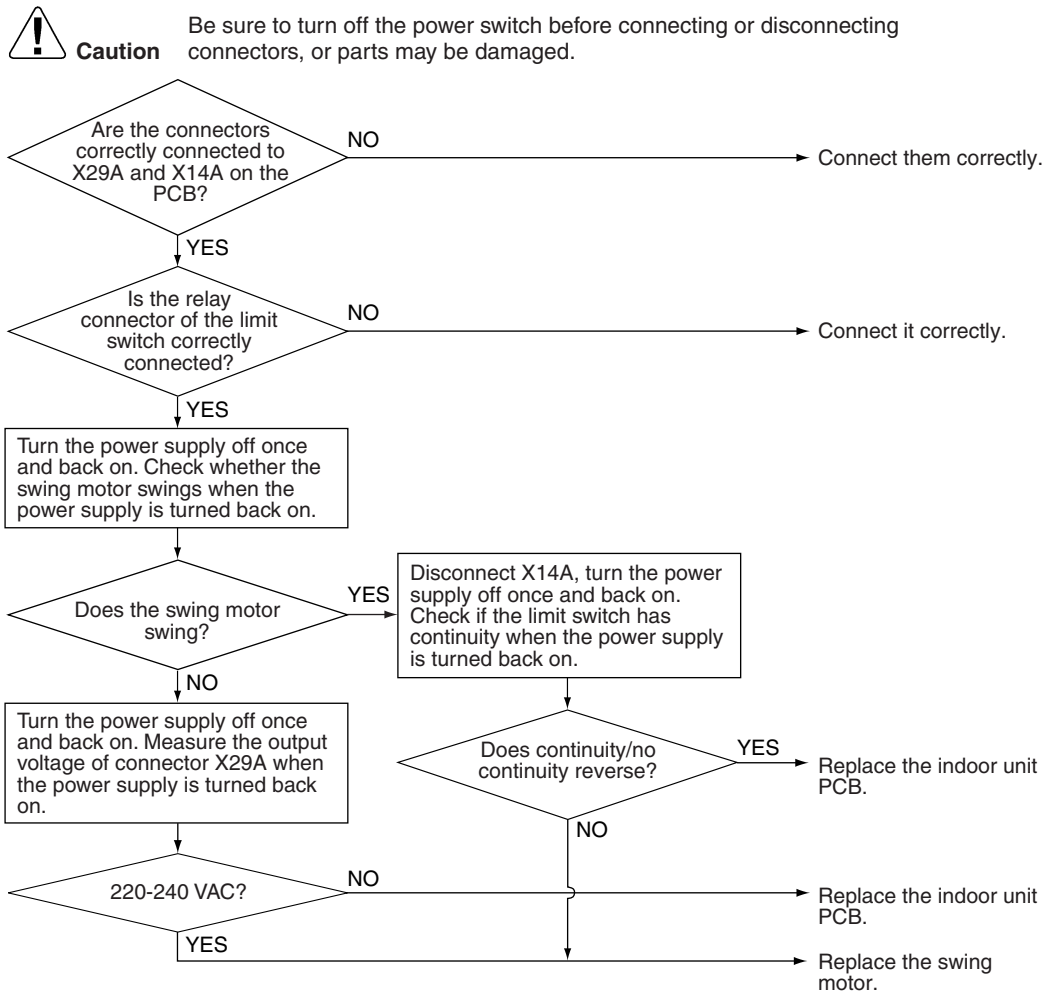 Caution
Be sure to turn off the power switch before connecting or disconnecting
connectors, or parts may be damaged.
Are the connectors
correctly connected to
X29A and X14A on the
PCB?
NO
Connect them correctly.
YES
Is the relay
connector of the limit
switch correctly
connected?
NO
Connect it correctly.
YES
Turn the power supply off once
and back on. Check whether the
swing motor swings when the
power supply is turned back on.
Does the swing motor
swing?
YES
Disconnect X14A, turn the power
supply off once and back on.
Check if the limit switch has
continuity when the power supply
is turned back on.
NO
Turn the power supply off once
and back on. Measure the output
voltage of connector X29A when
the power supply is turned back
on.
Does continuity/no
continuity reverse?
YES
Replace the indoor unit
PCB.
NO
220-240 VAC?
NO
Replace the indoor unit
PCB.
YES
Replace the swing
motor.